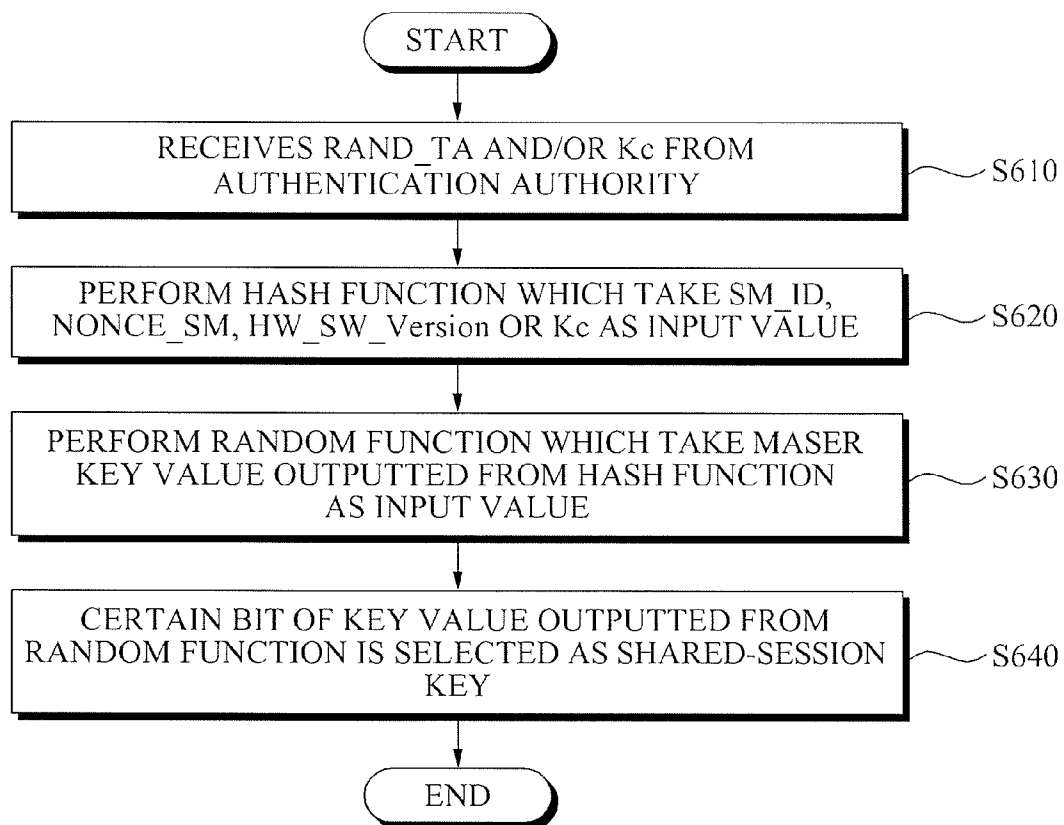 START
RECEIVES RAND_TA AND/OR Kc FROM
AUTHENTICATION AUTHORITY
S610
PERFORM HASH FUNCTION WHICH TAKE SM_ID,
NONCE_SM, HW_SW_Version OR Kc AS INPUT VALUE
S620
PERFORM RANDOM FUNCTION WHICH TAKE MASER
KEY VALUE OUTPUTTED FROM HASH FUNCTION
AS INPUT VALUE
S630
CERTAIN BIT OF KEY VALUE OUTPUTTED FROM
RANDOM FUNCTION IS SELECTED AS SHARED-SESSION
KEY
S640
END